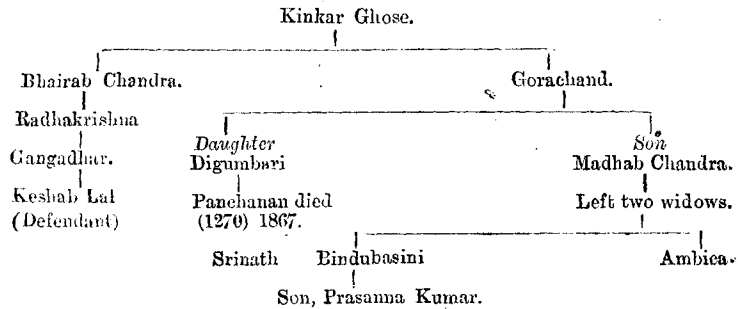 Kinkar Ghose.
Bhairab Chandra. Gorachand.
Radhakrishna
Gangadhar.
Keshab Lal
(Defendant)
Daughter
Digumbari
Panchanan died
(1270) 1867.
Son
Madhab Chandra.
Left two widows.
Srinath Bindubasini Ambica.
Son, Prasanna Kumar.